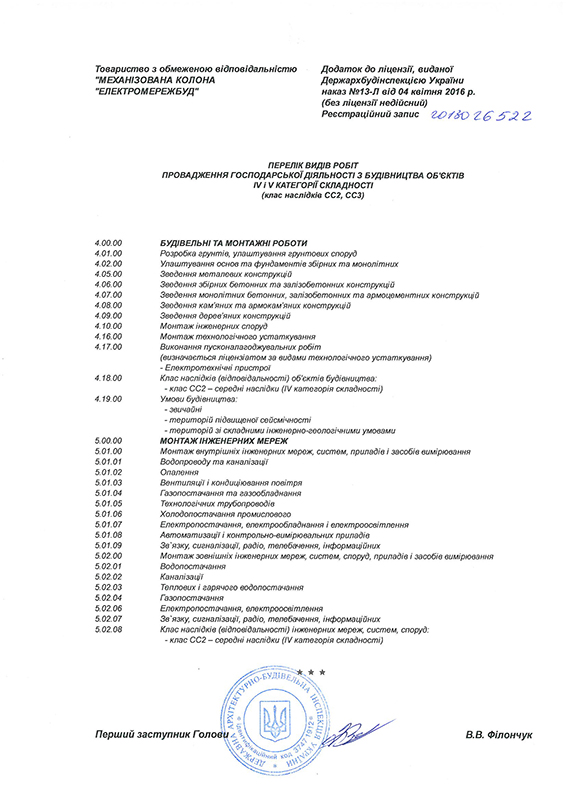 Товариство з обмеженою відповідальністю
"МЕХАНІЗОВАНА КОЛОНА
"ЕЛЕКТРОМЕРЕЖБУД"
Додаток до ліцензії, виданої
Держархбудінспекцією України
наказ №13-Л від 04 квітня 2016 р.
(без ліцензії недійсний)
Реєстраційний запис 2013026522
ПЕРЕЛІК ВИДІВ РОБІТ
ПРОВАДЖЕННЯ ГОСПОДАРСЬКОЇ ДІЯЛЬНОСТІ З БУДІВНИЦТВА ОБ'ЄКТІВ
IV і V КАТЕГОРІЇ СКЛАДНОСТІ
(клас наслідків СС2, СС3)
4.00.00 БУДІВЕЛЬНІ ТА МОНТАЖНІ РОБОТИ
4.01.00 Розробка ґрунтів, улаштування ґрунтових споруд
4.02.00 Улаштування основ та фундаментів збірних та монолітних
4.05.00 Зведення металевих конструкцій
4.06.00 Зведення збірних бетонних та залізобетонних конструкцій
4.07.00 Зведення монолітних бетонних, залізобетонних та армоцементних конструкцій
4.08.00 Зведення кам'яних та армокам'яних конструкцій
4.09.00 Зведення дерев'яних конструкцій
4.10.00 Монтаж інженерних споруд
4.16.00 Монтаж технологічного устаткування
4.17.00 Виконання пусконалагоджувальних робіт
(визначається ліцензіатом за видами технологічного устаткування)
- Електротехнічні пристрої
4.18.00 Клас наслідків (відповідальності) об'єктів будівництва:
- клас СС2 – середні наслідки (IV категорія складності)
4.19.00 Умови будівництва:
- звичайні
- територій підвищеної сейсмічності
- територій зі складними інженерно-геологічними умовами
5.00.00 МОНТАЖ ІНЖЕНЕРНИХ МЕРЕЖ
5.01.00 Монтаж внутрішніх інженерних мереж, систем, приладів і засобів вимірювання
5.01.01 Водопроводу та каналізації
5.01.02 Опалення
5.01.03 Вентиляції і кондиціювання повітря
5.01.04 Газопостачання та газообладнання
5.01.05 Технологічних трубопроводів
5.01.06 Холодопостачання промислового
5.01.07 Електропостачання, електрообладнання і електроосвітлення
5.01.08 Автоматизації і контрольно-вимірювальних приладів
5.01.09 Зв`язку, сигналізації, радіо, телебачення, інформаційних
5.02.00 Монтаж зовнішніх інженерних мереж, систем, споруд, приладів і засобів вимірювання
5.02.01 Водопостачання
5.02.02 Каналізації
5.02.03 Теплових і гарячого водопостачання
5.02.04 Газопостачання
5.02.06 Електропостачання, електроосвітлення
5.02.07 Зв`язку, сигналізації, радіо, телебачення, інформаційних
5.02.08 Клас наслідків (відповідальності) інженерних мереж, систем, споруд:
- клас СС2 – середні наслідки (IV категорія складності)
* * *
ДЕРЖАВНА АРХІТЕКТУРНО-БУДІВЕЛЬНА ІНСПЕКЦІЯ УКРАЇНИ
Ідентифікаційний код 37471912
Перший заступник Голови
В.В. Філончук